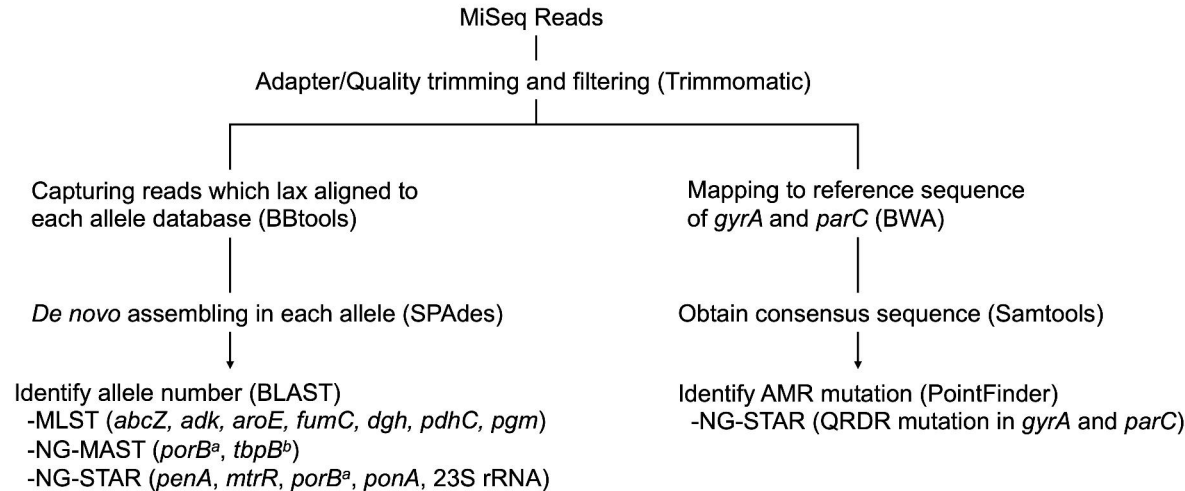 MiSeq Reads
Adapter/Quality trimming and filtering (Trimmomatic)
Capturing reads which lax aligned to
each allele database (BBtools)
Mapping to reference sequence
of gyrA and parC (BWA)
De novo assembling in each allele (SPAdes)
Obtain consensus sequence (Samtools)
Identify allele number (BLAST)
-MLST (abcZ, adk, aroE, fumC, dgh, pdhC, pgm)
-NG-MAST (porBᵃ, tbpBᵇ)
-NG-STAR (penA, mtrR, porBᵃ, ponA, 23S rRNA)
Identify AMR mutation (PointFinder)
-NG-STAR (QRDR mutation in gyrA and parC)